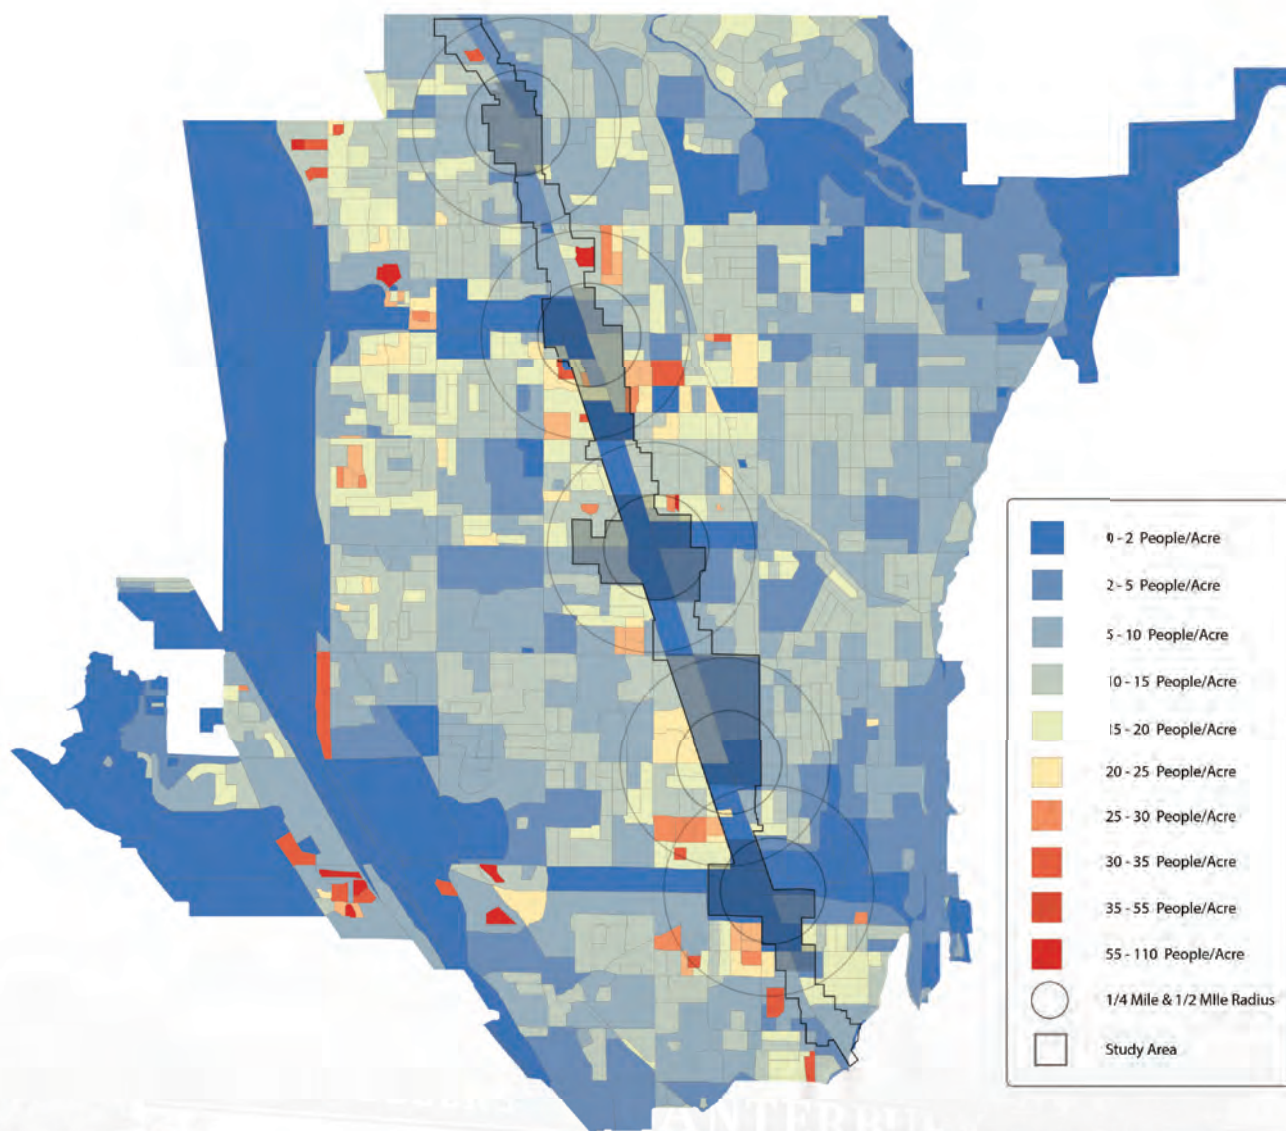 0 - 2 People/Acre
2 - 5 People/Acre
5 - 10 People/Acre
10 - 15 People/Acre
15 - 20 People/Acre
20 - 25 People/Acre
25 - 30 People/Acre
30 - 35 People/Acre
35 - 55 People/Acre
55 - 110 People/Acre
1/4 Mile & 1/2 MIle Radius
Study Area